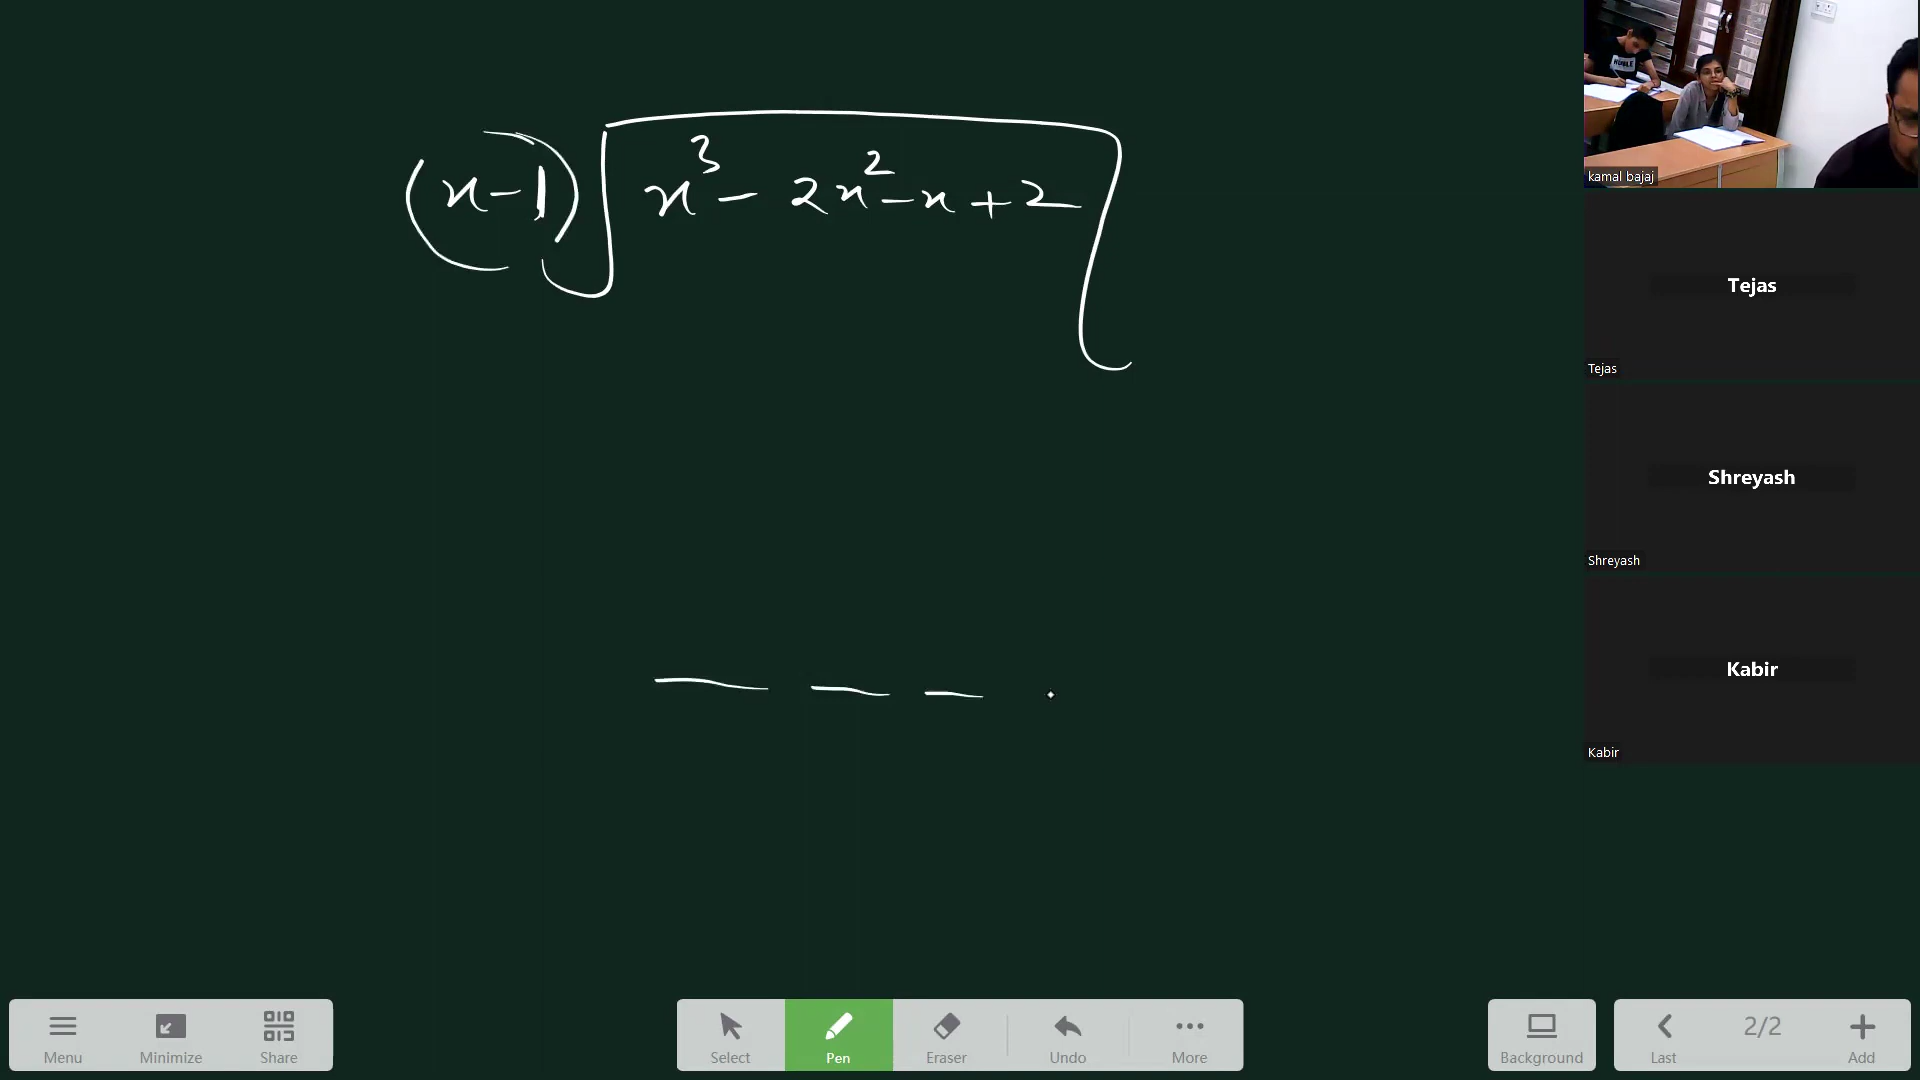 (x-1) x³ - 2x² - x + 2
NOBLE
kamal bajaj
Tejas
Tejas
Shreyash
Shreyash
Kabir
Kabir
Menu
Minimize
Share
Select
Pen
Eraser
Undo
More
Background
Last
2/2
Add